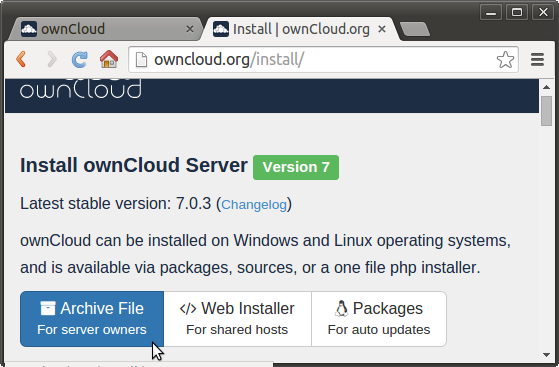 ownCloud
Install | ownCloud.org
owncloud.org/install/
ownCloud
Install ownCloud Server Version 7
Latest stable version: 7.0.3 (Changelog)
ownCloud can be installed on Windows and Linux operating systems,
and is available via packages, sources, or a one file php installer.
Archive File
For server owners
</> Web Installer
For shared hosts
Packages
For auto updates